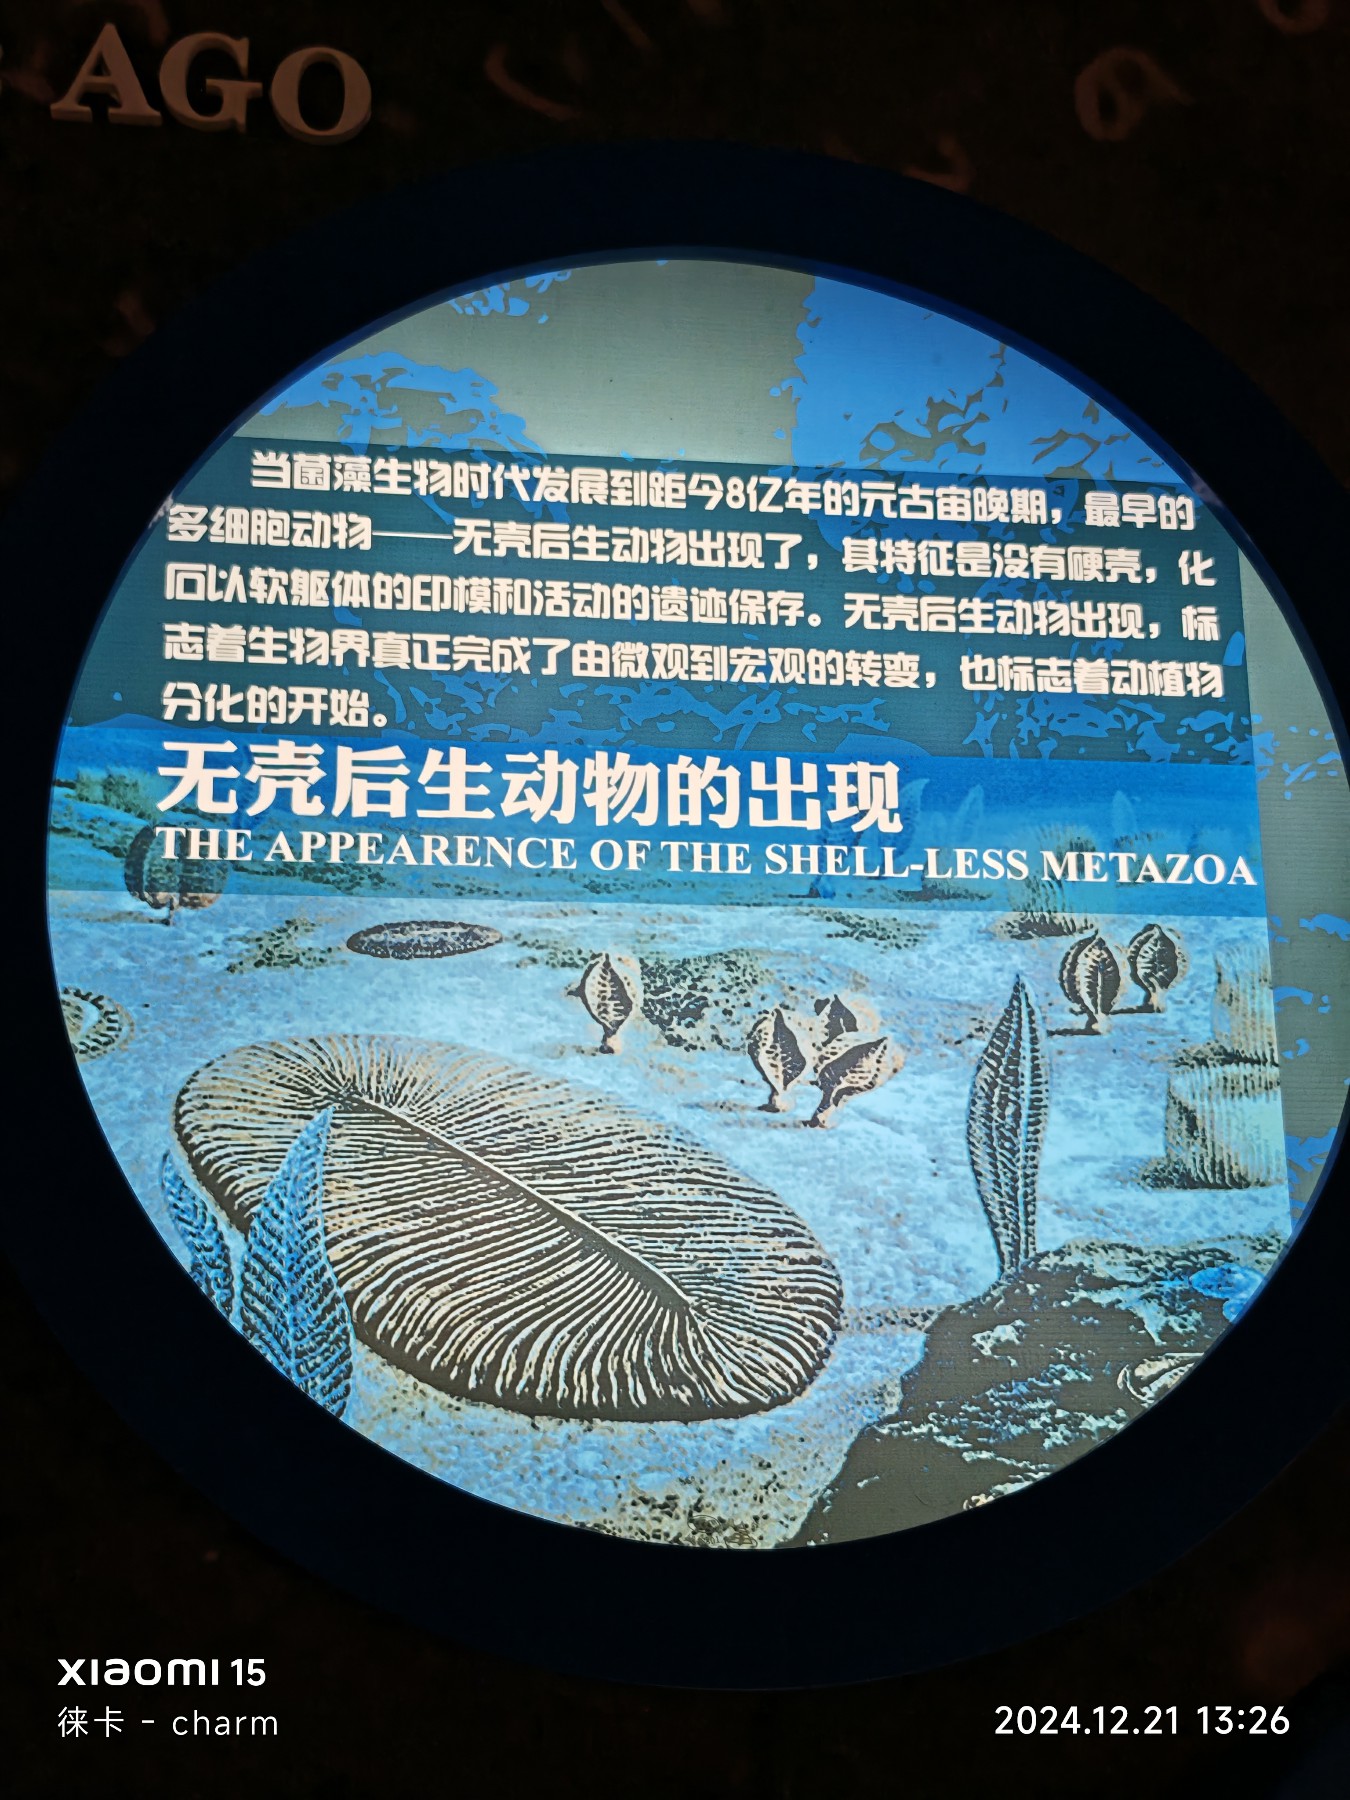 AGO
当菌藻生物时代发展到距今8亿年的元古宙晚期，最早的
多细胞动物——无壳后生动物出现了，其特征是没有硬壳，化
石以软躯体的印模和活动的遗迹保存。无壳后生动物出现，标
志着生物界真正完成了由微观到宏观的转变，也标志着动植物
分化的开始。
无壳后生动物的出现
THE APPEARENCE OF THE SHELL-LESS METAZOA
xiaomi 15
徕卡 - charm
2024.12.21 13:26